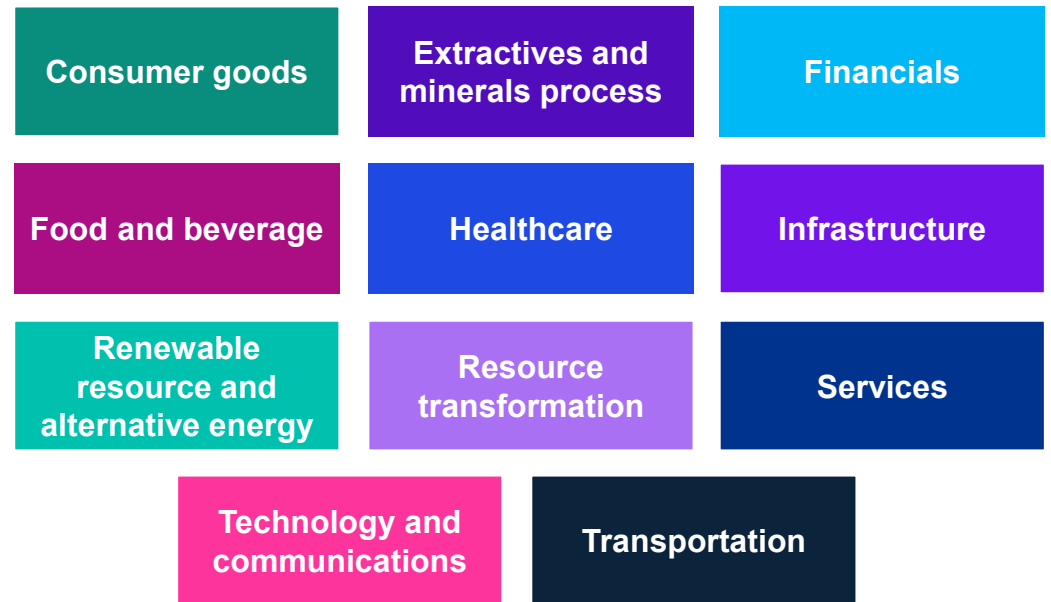 Consumer goods
Extractives and
minerals process
Financials
Food and beverage
Healthcare
Infrastructure
Renewable
resource and
alternative energy
Resource
transformation
Services
Technology and
communications
Transportation